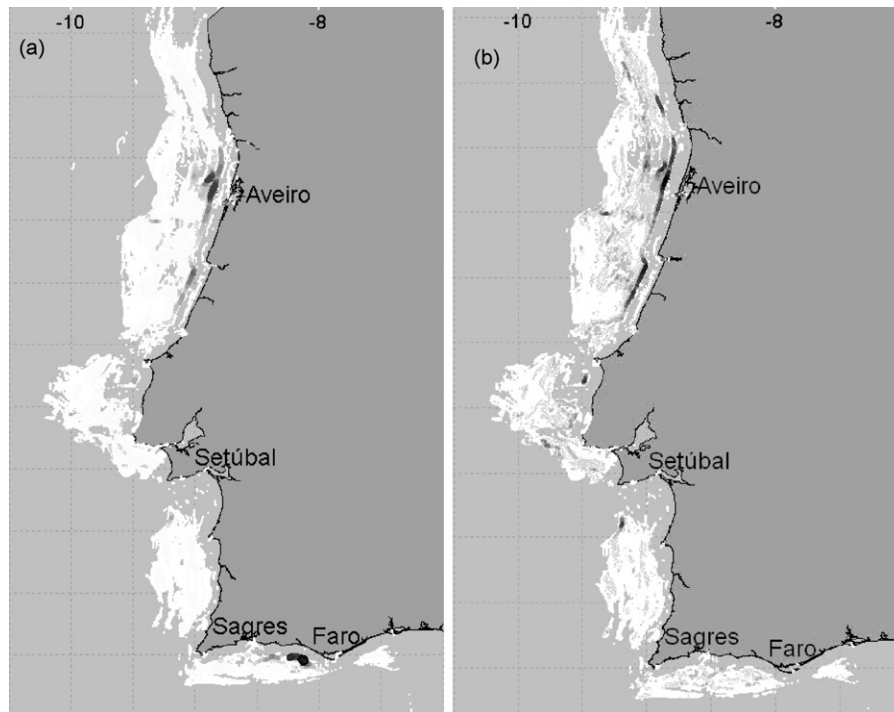 -10 -8
(a)
Aveiro
Setúbal
Sagres
Faro
-10 -8
(b)
Aveiro
Setúbal
Sagres
Faro